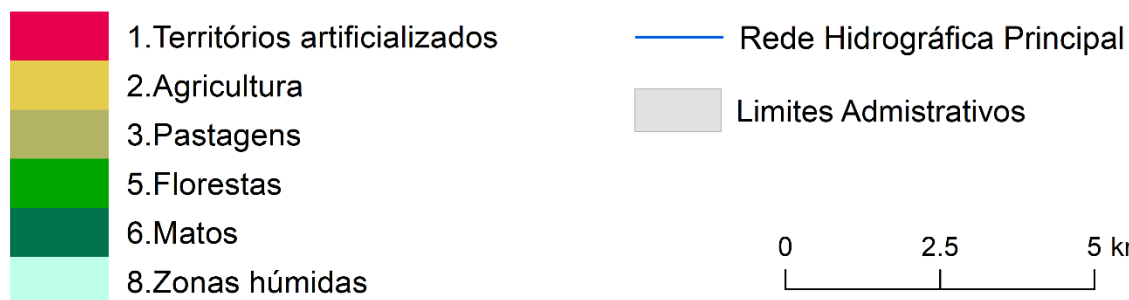 1.Territórios artificializados
2.Agricultura
3.Pastagens
5.Florestas
6.Matos
8.Zonas húmidas
Rede Hidrográfica Principal
Limites Admistrativos
0 2.5 5 km